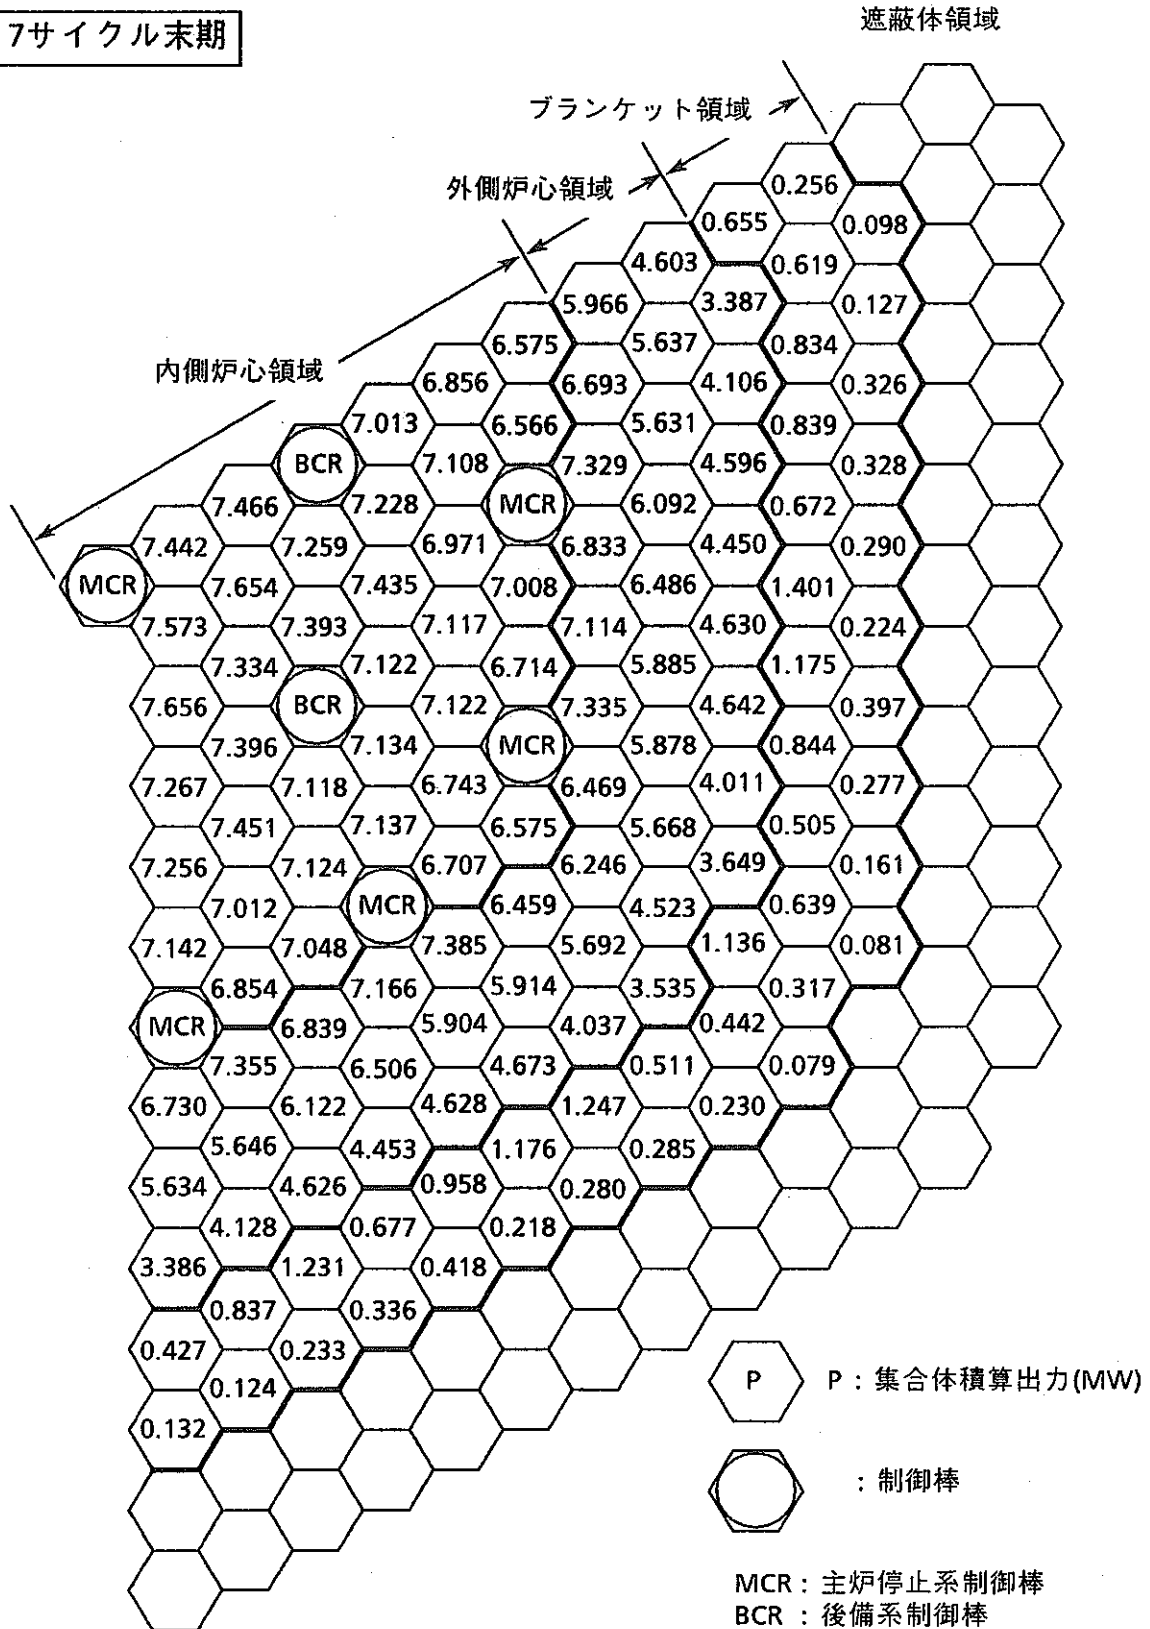 遮蔽体領域
7サイクル末期
ブランケット領域
0.256
外側炉心領域
0.655 0.098
4.603 0.619
5.966 3.387 0.127
6.575 5.637 0.834
内側炉心領域
6.856 6.693 4.106 0.326
7.013 6.566 5.631 0.839
BCR 7.108 7.329 4.596 0.328
7.466 7.228 MCR 6.092 0.672
7.442 7.259 6.971 6.833 4.450 0.290
MCR 7.654 7.435 7.008 6.486 1.401
7.573 7.393 7.117 7.114 4.630 0.224
7.334 7.122 6.714 5.885 1.175
7.656 BCR 7.122 7.335 4.642 0.397
7.396 7.134 MCR 5.878 0.844
7.267 7.118 6.743 6.469 4.011 0.277
7.451 7.137 6.575 5.668 0.505
7.256 7.124 6.707 6.246 3.649 0.161
7.012 MCR 6.459 4.523 0.639
7.142 7.048 7.385 5.692 1.136 0.081
6.854 7.166 5.914 3.535 0.317
MCR 6.839 5.904 4.037 0.442
7.355 6.506 4.673 0.511 0.079
6.730 6.122 4.628 1.247 0.230
5.646 4.453 1.176 0.285
5.634 4.626 0.958 0.280
4.128 0.677 0.218
3.386 1.231 0.418
0.837 0.336
0.427 0.233
0.124
0.132
P P：集合体積算出力(MW)
：制御棒
MCR：主炉停止系制御棒
BCR ：後備系制御棒